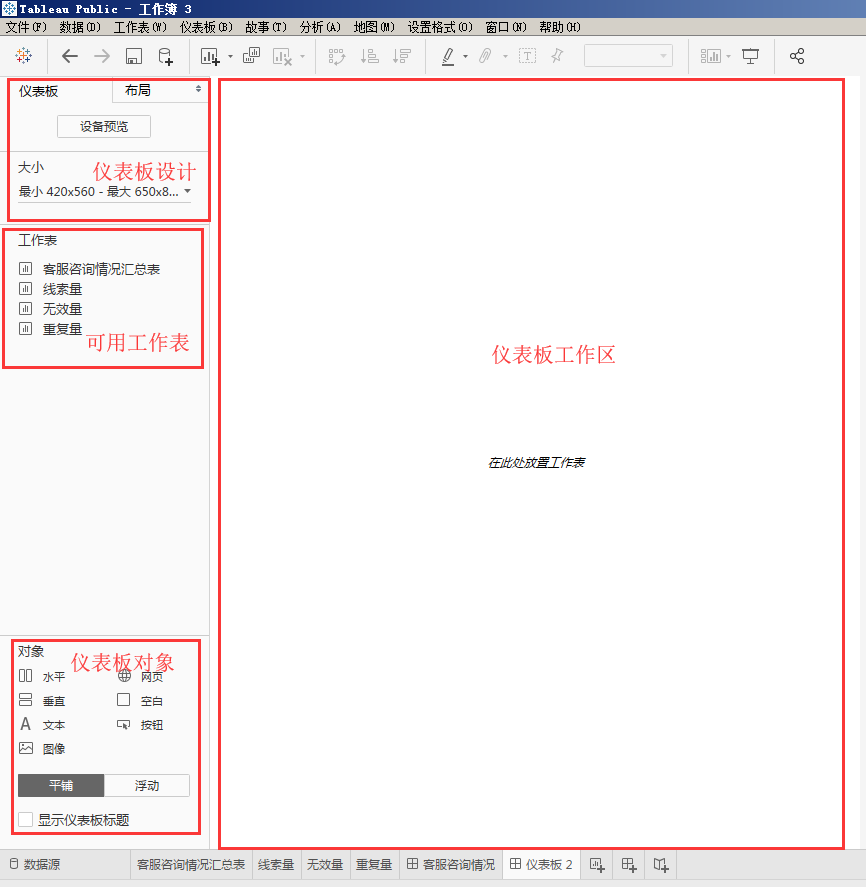 Tableau Public - 工作簿 3
文件(F) 数据(D) 工作表(W) 仪表板(B) 故事(T) 分析(A) 地图(M) 设置格式(O) 窗口(N) 帮助(H)
仪表板 布局
设备预览
大小
仪表板设计
最小 420x560 - 最大 650x8...
工作表
客服咨询情况汇总表
线索量
无效量
重复量
可用工作表
仪表板工作区
在此处放置工作表
对象
仪表板对象
水平 网页
垂直 空白
A 文本 按钮
图像
平铺 浮动
显示仪表板标题
数据源 客服咨询情况汇总表 线索量 无效量 重复量 客服咨询情况 仪表板 2